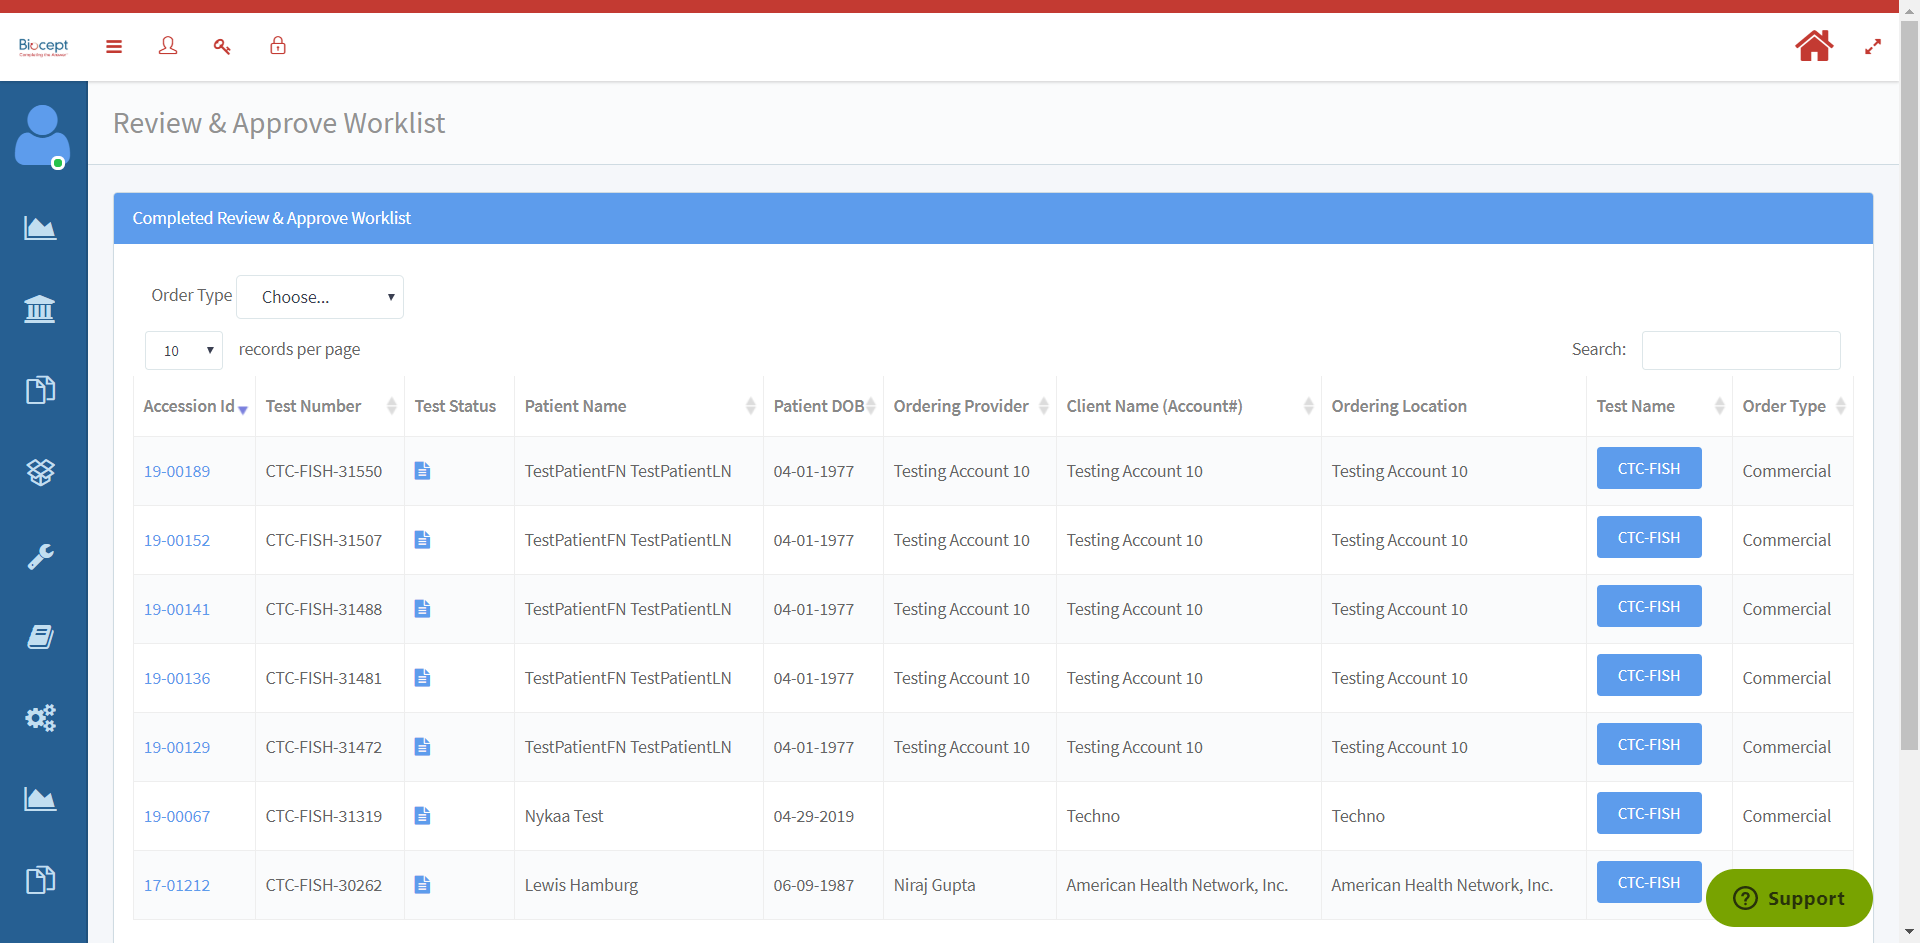 Biocept
Review & Approve Worklist
Completed Review & Approve Worklist
Order Type Choose...
10 records per page Search:
Accession Id Test Number Test Status Patient Name Patient DOB Ordering Provider Client Name (Account#) Ordering Location Test Name Order Type
19-00189 CTC-FISH-31550 TestPatientFN TestPatientLN 04-01-1977 Testing Account 10 Testing Account 10 Testing Account 10 CTC-FISH Commercial
19-00152 CTC-FISH-31507 TestPatientFN TestPatientLN 04-01-1977 Testing Account 10 Testing Account 10 Testing Account 10 CTC-FISH Commercial
19-00141 CTC-FISH-31488 TestPatientFN TestPatientLN 04-01-1977 Testing Account 10 Testing Account 10 Testing Account 10 CTC-FISH Commercial
19-00136 CTC-FISH-31481 TestPatientFN TestPatientLN 04-01-1977 Testing Account 10 Testing Account 10 Testing Account 10 CTC-FISH Commercial
19-00129 CTC-FISH-31472 TestPatientFN TestPatientLN 04-01-1977 Testing Account 10 Testing Account 10 Testing Account 10 CTC-FISH Commercial
19-00067 CTC-FISH-31319 Nykaa Test 04-29-2019 Techno Techno CTC-FISH Commercial
17-01212 CTC-FISH-30262 Lewis Hamburg 06-09-1987 Niraj Gupta American Health Network, Inc. American Health Network, Inc. CTC-FISH
Support